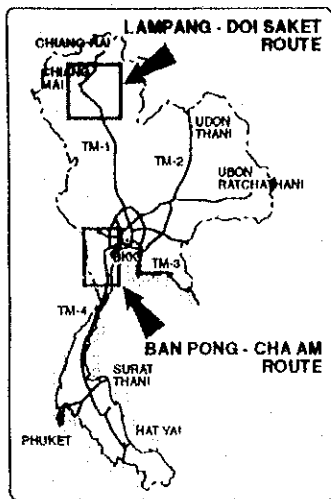 LAMPANG - DOI SAKET
ROUTE
CHIANG RAI
CHIANG
MAI
UDON
THANI
TM-1
TM-2
UBON
RATCHATHANI
BKK
TM-3
TM-4
BAN PONG - CHA AM
ROUTE
SURAT
THANI
PHUKET
HAT YAI